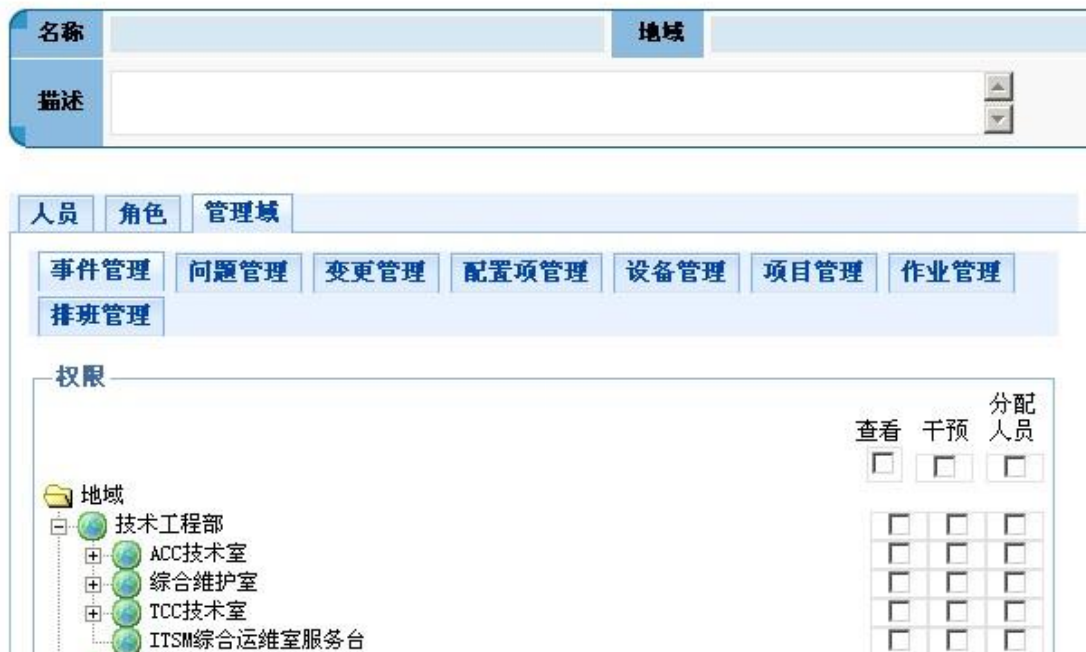 名称 地域
描述
人员 角色 管理域
事件管理 问题管理 变更管理 配置项管理 设备管理 项目管理 作业管理
排班管理
权限
查看 干预 分配人员
地域
技术工程部
ACC技术室
综合维护室
TCC技术室
ITSM综合运维室服务台